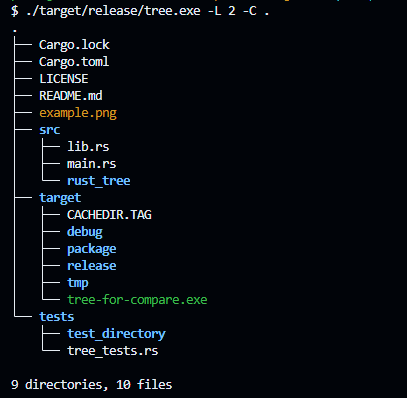 $ ./target/release/tree.exe -L 2 -C .
.
├── Cargo.lock
├── Cargo.toml
├── LICENSE
├── README.md
├── example.png
├── src
│   ├── lib.rs
│   ├── main.rs
│   └── rust_tree
├── target
│   ├── CACHEDIR.TAG
│   ├── debug
│   ├── package
│   ├── release
│   ├── tmp
│   └── tree-for-compare.exe
└── tests
    ├── test_directory
    └── tree_tests.rs
9 directories, 10 files